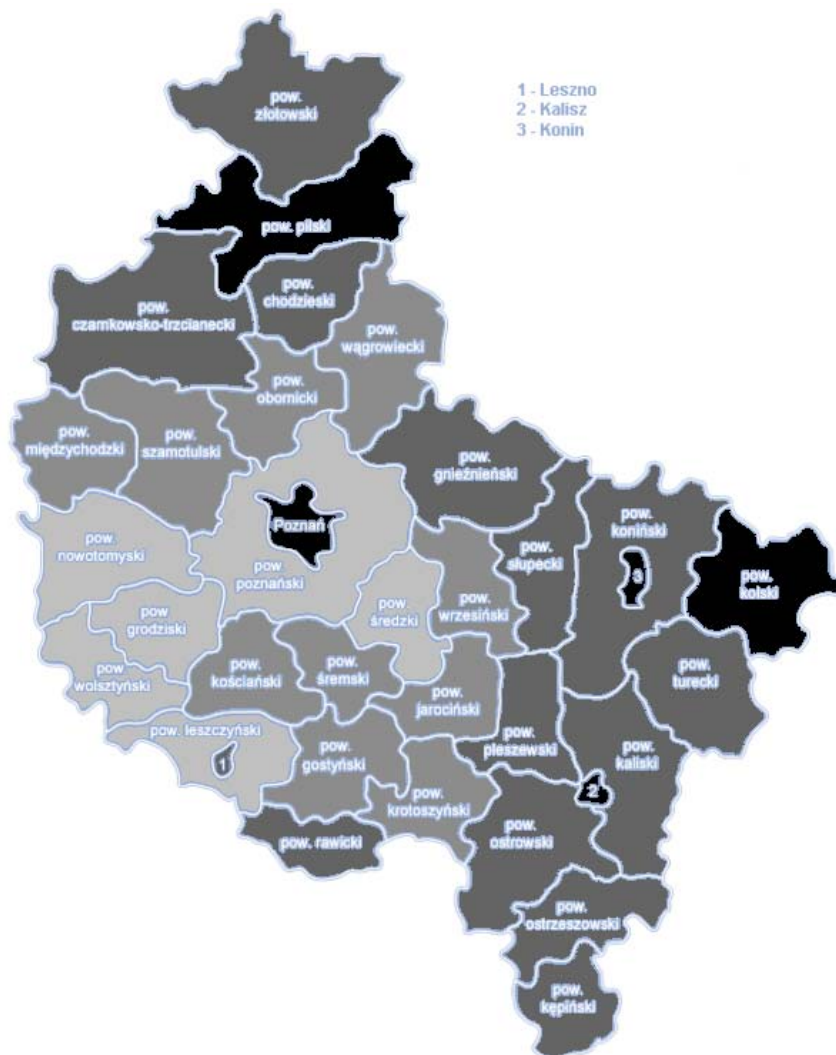 1 - Leszno
2 - Kalisz
3 - Konin
pow.
złotowski
pow. pilski
pow.
chodzieski
pow.
czarnkowsko-trzcianecki
pow.
wągrowiecki
pow.
obornicki
pow.
międzychodzki
pow.
szamotulski
pow.
gnieźnieński
pow.
koniński
Poznań
pow.
nowotomyski
pow
poznański
pow.
słupecki
3
pow.
kolski
pow.
średzki
pow.
wrzesiński
pow
grodziski
pow
wolsztyński
pow.
kościański
pow.
śremski
pow.
turecki
pow.
jarociński
pow. leszczyński
1
pow.
gostyński
pow.
pleszewski
pow.
kaliski
2
pow.
krotoszyński
pow. rawicki
pow.
ostrowski
pow.
ostrzeszowski
pow.
kępiński